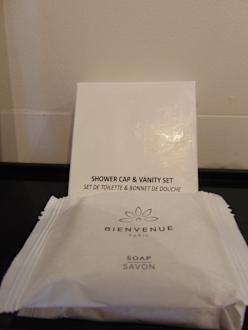 SHOWER CAP & VANITY SET
SET DE TOILETTE & BONNET DE DOUCHE
BIENVENUE
PARIS
SOAP
SAVON